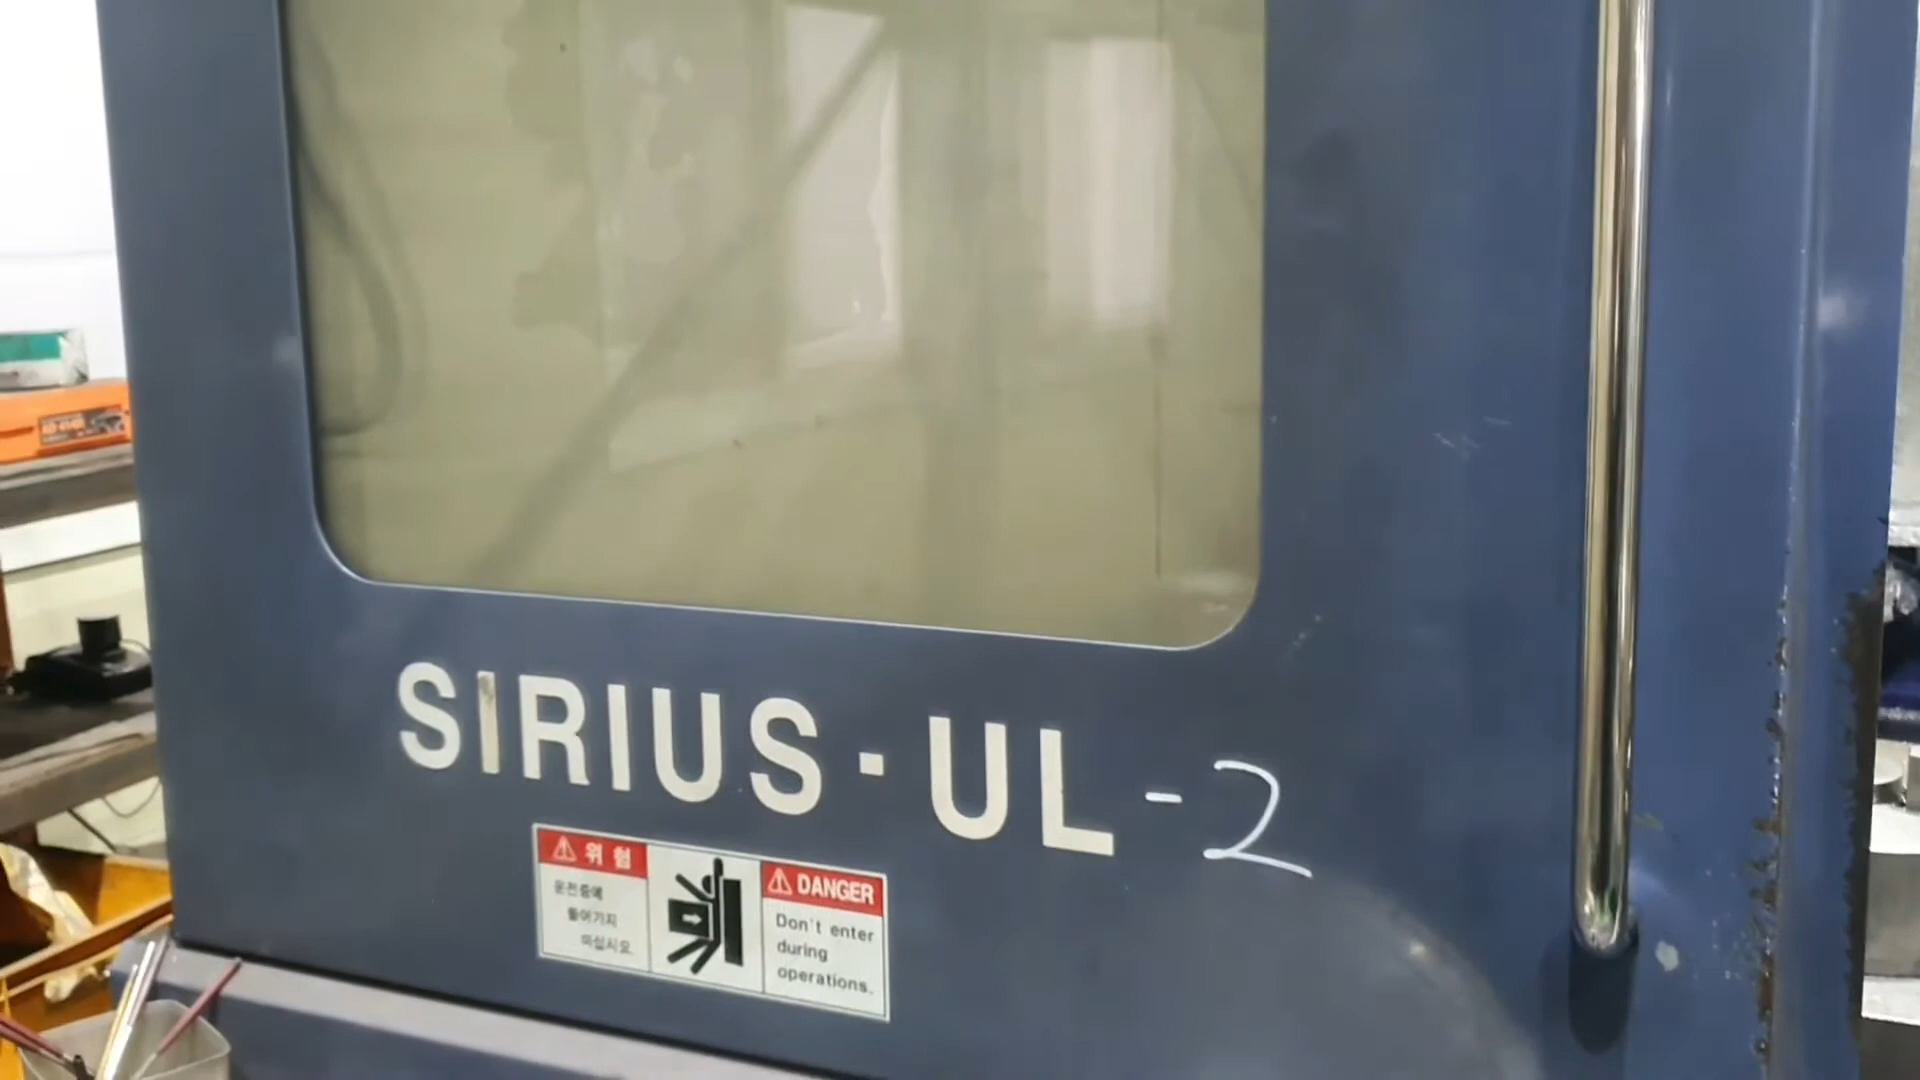 SIRIUS·UL-2
⚠ 위 험
운전중에
들어가지
마십시오.
⚠ DANGER
Don't enter
during
operations.